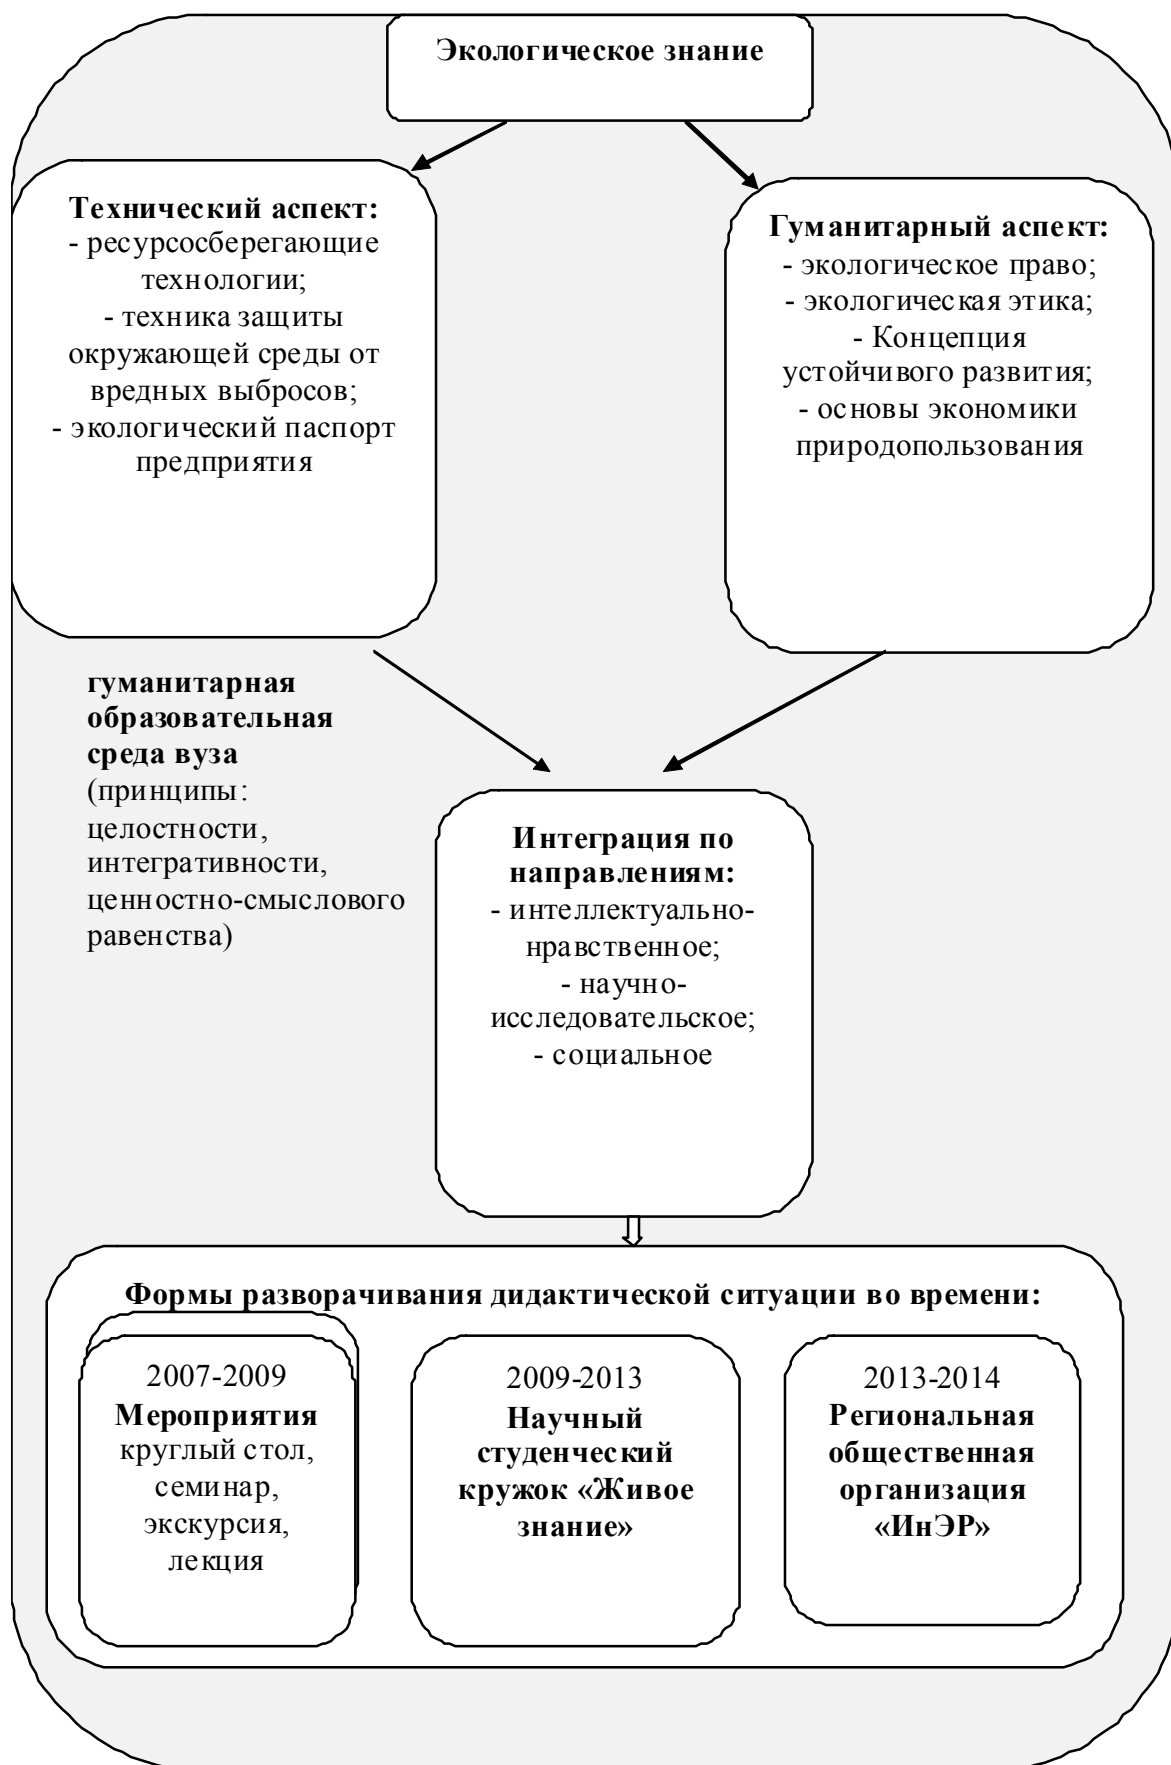 Экологическое знание
Технический аспект:
- ресурсосберегающие
технологии;
- техника защиты
окружающей среды от
вредных выбросов;
- экологический паспорт
предприятия
Гуманитарный аспект:
- экологическое право;
- экологическая этика;
- Концепция
устойчивого развития;
- основы экономики
природопользования
гуманитарная
образовательная
среда вуза
(принципы:
целостности,
интегративности,
ценностно-смыслового
равенства)
Интеграция по
направлениям:
- интеллектуально-
нравственное;
- научно-
исследовательское;
- социальное
Формы разворачивания дидактической ситуации во времени:
2007-2009
Мероприятия
круглый стол,
семинар,
экскурсия,
лекция
2009-2013
Научный
студенческий
кружок «Живое
знание»
2013-2014
Региональная
общественная
организация
«ИнЭР»